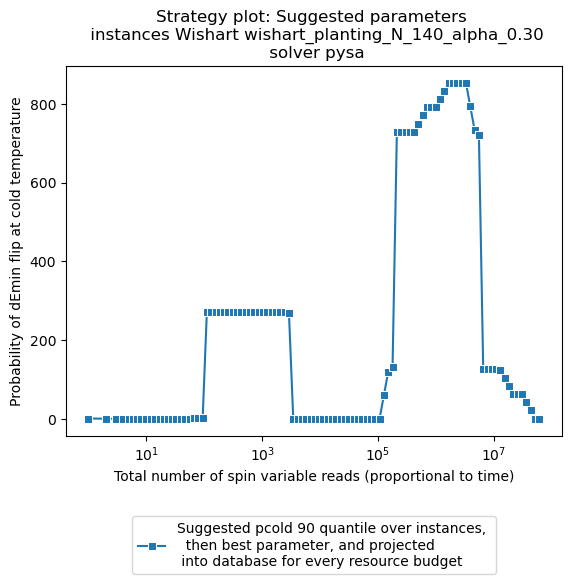 Strategy plot: Suggested parameters
instances Wishart wishart_planting_N_140_alpha_0.30
solver pysa
Probability of dEmin flip at cold temperature
800
600
400
200
0
10^1
10^3
10^5
10^7
Total number of spin variable reads (proportional to time)
Suggested pcold 90 quantile over instances,
then best parameter, and projected
into database for every resource budget